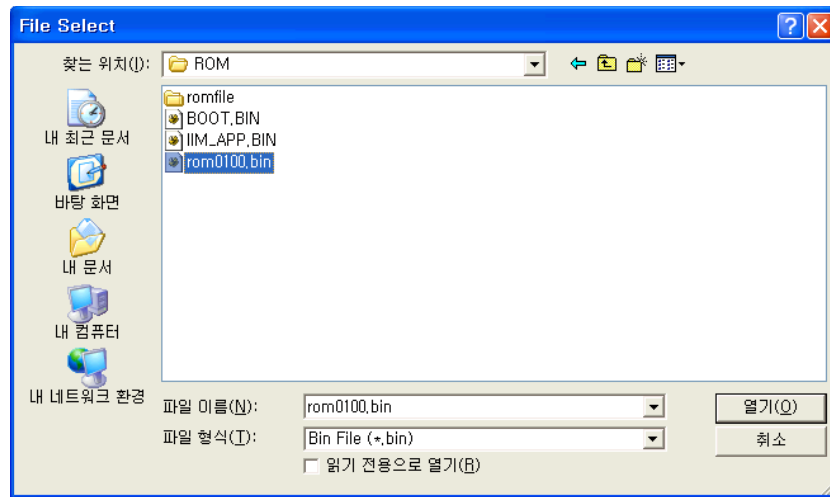 File Select
찾는 위치(I):
ROM
내 최근 문서
바탕 화면
내 문서
내 컴퓨터
내 네트워크 환경
romfile
BOOT.BIN
IIM_APP.BIN
rom0100.bin
파일 이름(N):
rom0100.bin
열기(O)
파일 형식(T):
Bin File (*.bin)
취소
읽기 전용으로 열기(R)